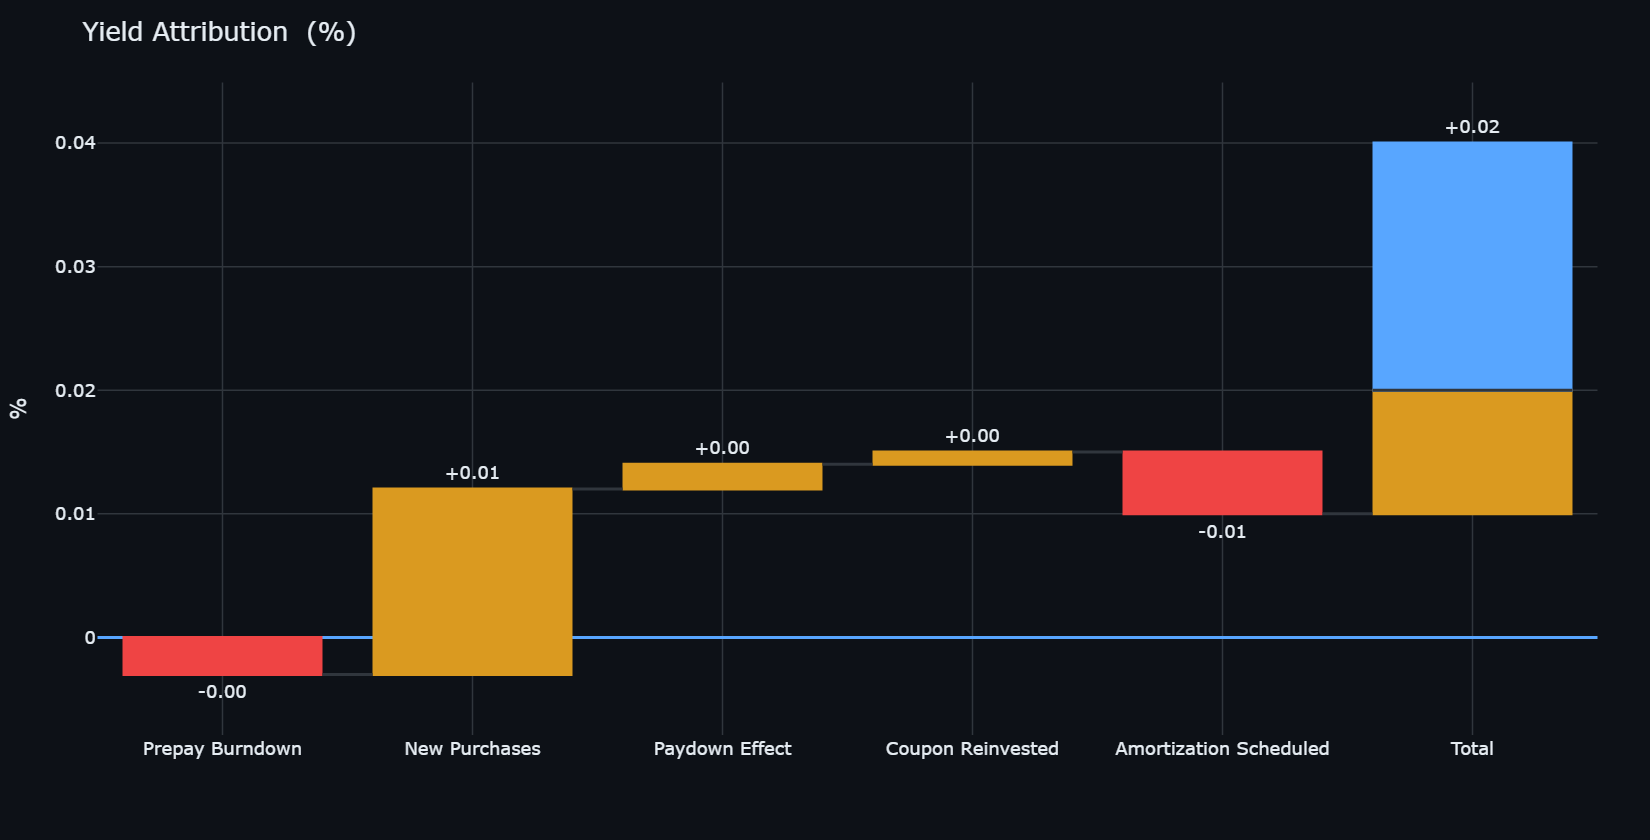 Yield Attribution (%)
%
0.04
0.03
0.02
0.01
0
-0.00
+0.01
+0.00
+0.00
-0.01
+0.02
Prepay Burndown
New Purchases
Paydown Effect
Coupon Reinvested
Amortization Scheduled
Total